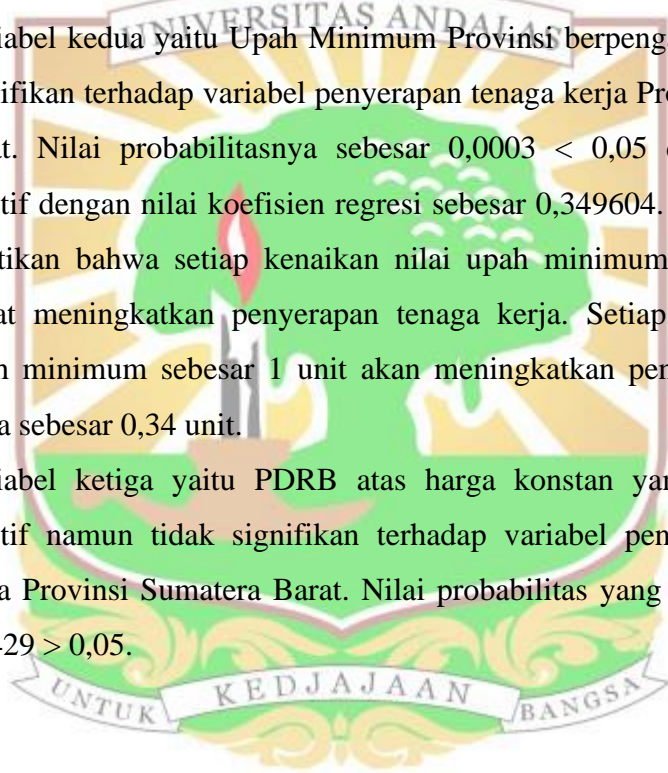 UNIVERSITAS ANDALAS
iabel kedua yaitu Upah Minimum Provinsi berpeng
ifikan terhadap variabel penyerapan tenaga kerja Pr
at. Nilai probabilitasnya sebesar 0,0003 < 0,05
tif dengan nilai koefisien regresi sebesar 0,349604.
tikan bahwa setiap kenaikan nilai upah minimum
at meningkatkan penyerapan tenaga kerja. Setiap
minimum sebesar 1 unit akan meningkatkan pen
a sebesar 0,34 unit.
iabel ketiga yaitu PDRB atas harga konstan yan
tif namun tidak signifikan terhadap variabel pen
a Provinsi Sumatera Barat. Nilai probabilitas yang
429 > 0,05.
UNTUK KEDJAJAAN BANGSA